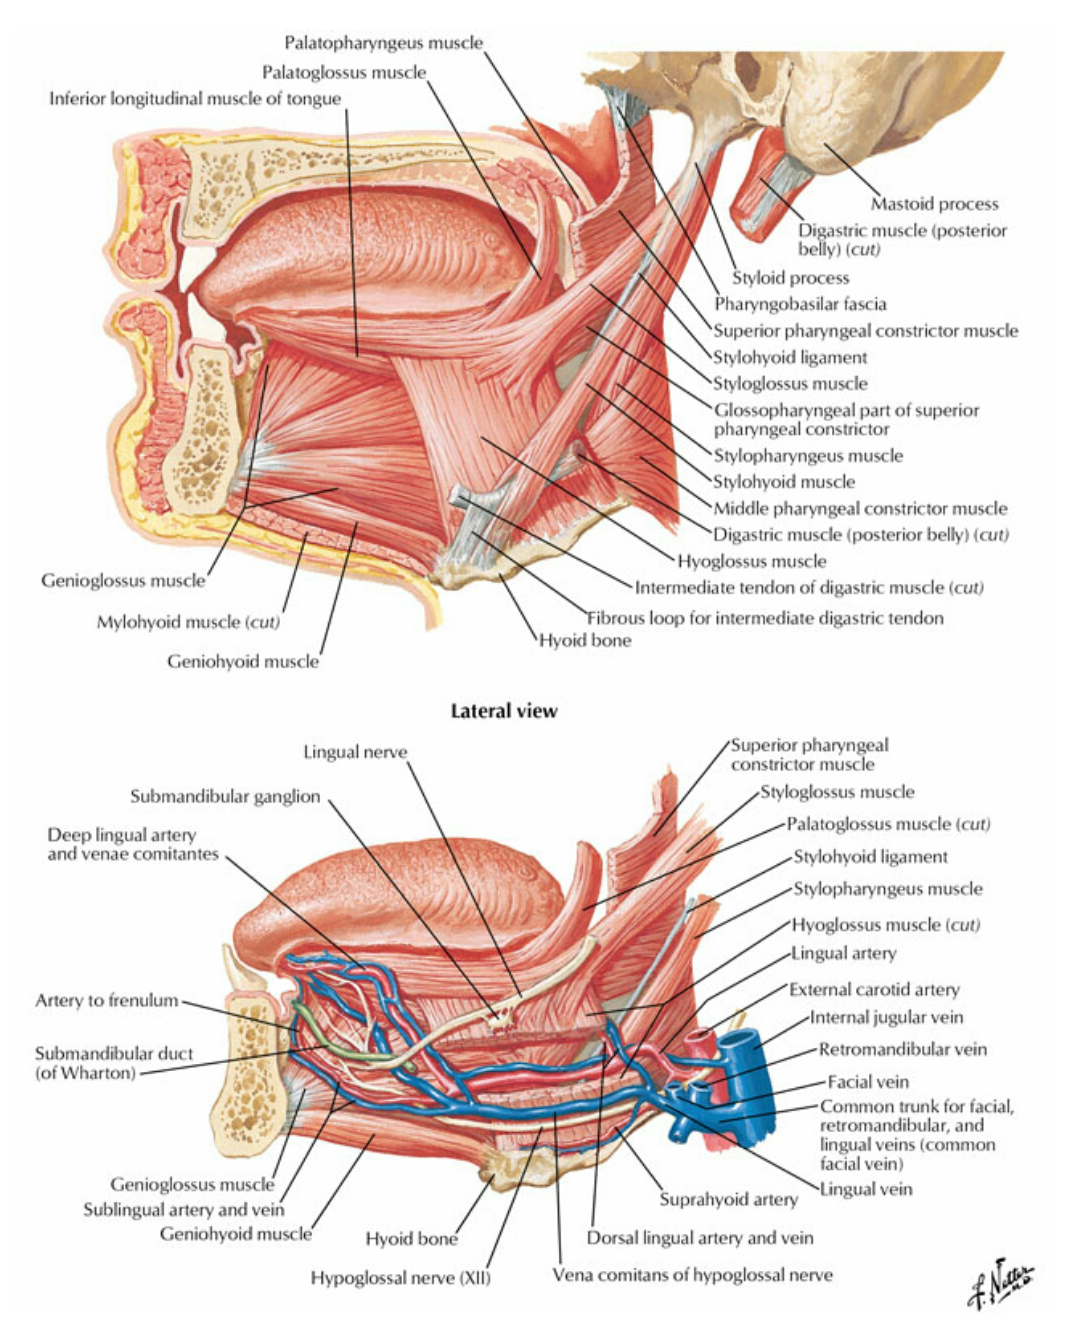 Palatopharyngeus muscle
Palatoglossus muscle
Inferior longitudinal muscle of tongue
Mastoid process
Digastric muscle (posterior
belly) (cut)
Styloid process
Pharyngobasilar fascia
Superior pharyngeal constrictor muscle
Stylohyoid ligament
Styloglossus muscle
Glossopharyngeal part of superior
pharyngeal constrictor
Stylopharyngeus muscle
Stylohyoid muscle
Middle pharyngeal constrictor muscle
Digastric muscle (posterior belly) (cut)
Hyoglossus muscle
Intermediate tendon of digastric muscle (cut)
Fibrous loop for intermediate digastric tendon
Hyoid bone
Genioglossus muscle
Mylohyoid muscle (cut)
Geniohyoid muscle
Lateral view
Lingual nerve
Submandibular ganglion
Deep lingual artery
and venae comitantes
Superior pharyngeal
constrictor muscle
Styloglossus muscle
Palatoglossus muscle (cut)
Stylohyoid ligament
Stylopharyngeus muscle
Hyoglossus muscle (cut)
Lingual artery
External carotid artery
Internal jugular vein
Retromandibular vein
Facial vein
Common trunk for facial,
retromandibular, and
lingual veins (common
facial vein)
Lingual vein
Artery to frenulum
Submandibular duct
(of Wharton)
Genioglossus muscle
Sublingual artery and vein
Geniohyoid muscle
Hyoid bone
Hypoglossal nerve (XII)
Suprahyoid artery
Dorsal lingual artery and vein
Vena comitans of hypoglossal nerve
F. Netter
M.D.